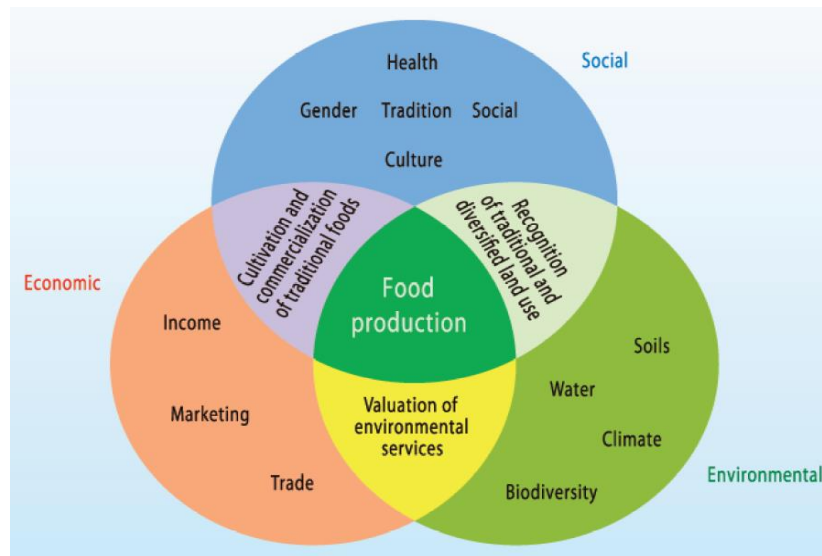 Health
Social
Gender Tradition Social
Culture
Cultivation and
commercialization
of traditional foods
Recognition
of traditional and
diversified land use
Economic
Food
production
Income
Soils
Water
Marketing
Valuation of
environmental
services
Climate
Trade
Biodiversity
Environmental